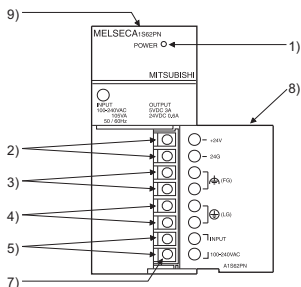 9)
MELSECA1S62PN
POWER
1)
MITSUBISHI
8)
INPUT
100-240VAC
105VA
50 / 60Hz
OUTPUT
5VDC 3A
24VDC 0,6A
2)
+24V
24G
3)
(FG)
4)
(LG)
5)
INPUT
100-240VAC
7)
A1S62PN